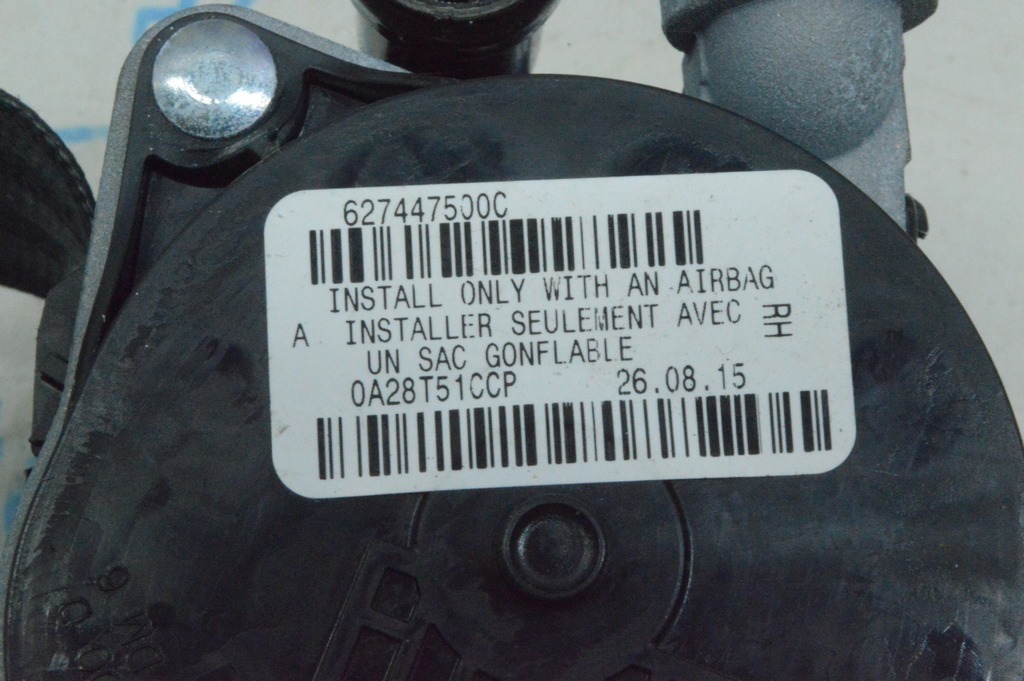 627447500C
INSTALL ONLY WITH AN AIRBAG
A INSTALLER SEULEMENT AVEC
UN SAC GONFLABLE
RH
0A28T51CCP 26.08.15